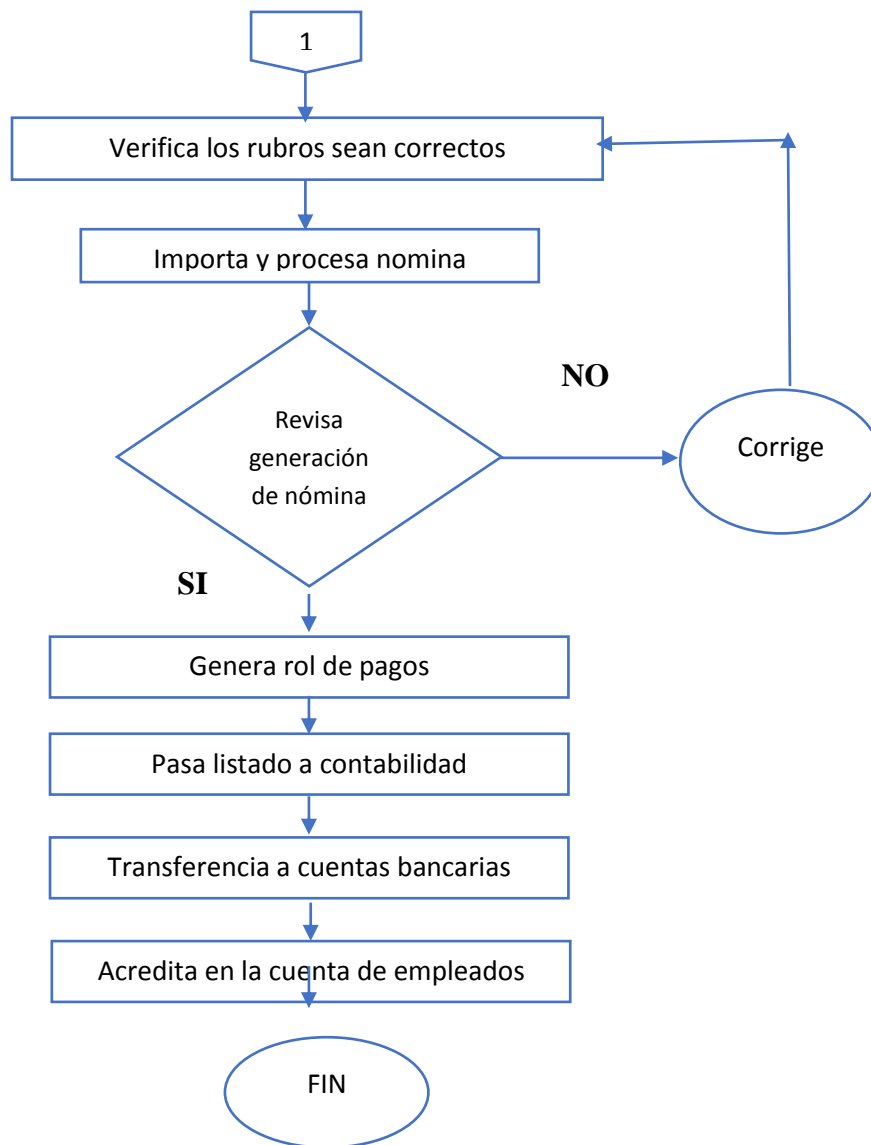 1
Verifica los rubros sean correctos
Importa y procesa nomina
Revisa
generación
de nómina
NO
Corrige
SI
Genera rol de pagos
Pasa listado a contabilidad
Transferencia a cuentas bancarias
Acredita en la cuenta de empleados
FIN